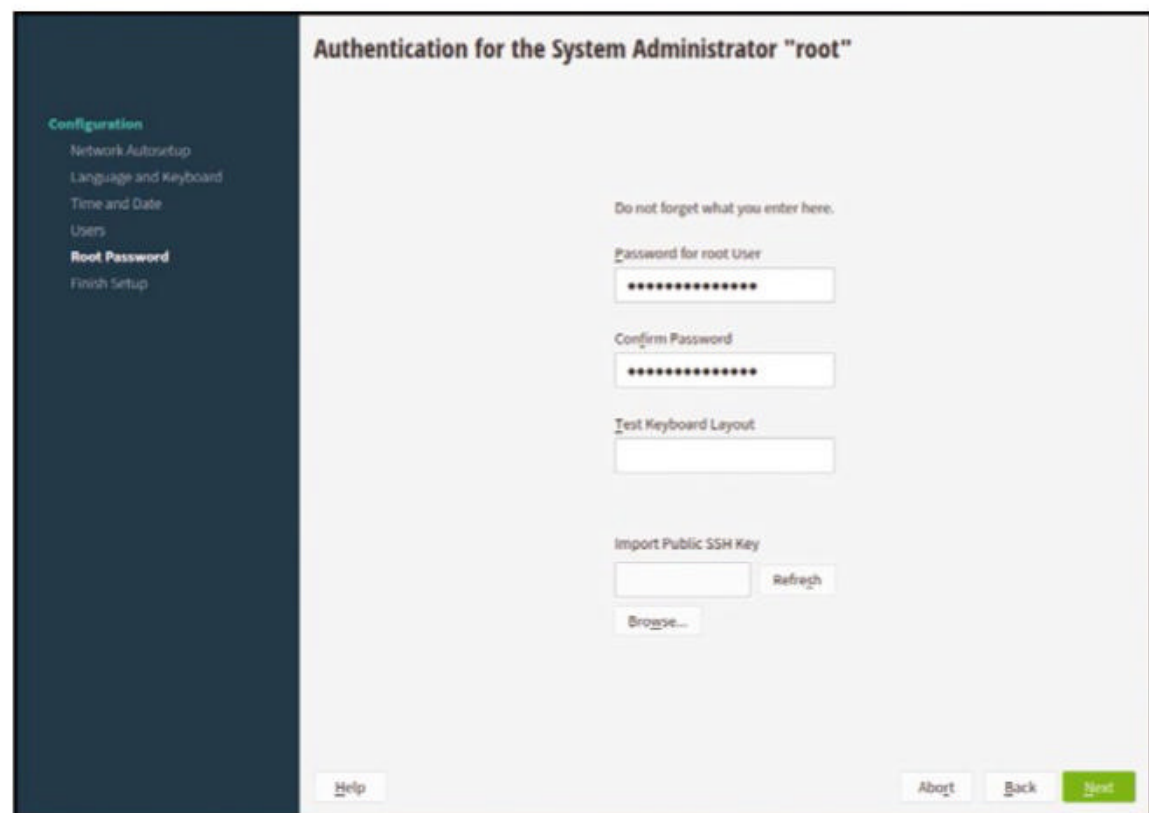 Authentication for the System Administrator "root"
Configuration
Network Autosetup
Language and Keyboard
Time and Date
Users
Root Password
Finish Setup
Do not forget what you enter here.
Password for root User
••••••••••••••
Confirm Password
••••••••••••••
Test Keyboard Layout
Import Public SSH Key
Refresh
Browse...
Help
Abort
Back
Next